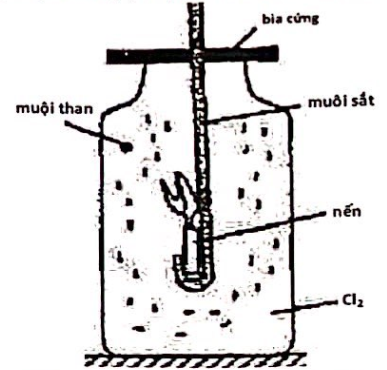 bìa cứng
muội than
muôi sắt
nến
Cl₂